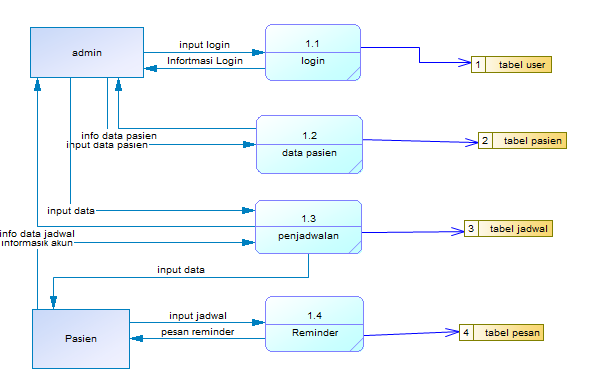 admin
input login
Infortmasi Login
1.1
login
1 tabel user
info data pasien
input data pasien
1.2
data pasien
2 tabel pasien
input data
info data jadwal
informasik akun
1.3
penjadwalan
3 tabel jadwal
input data
Pasien
input jadwal
pesan reminder
1.4
Reminder
4 tabel pesan